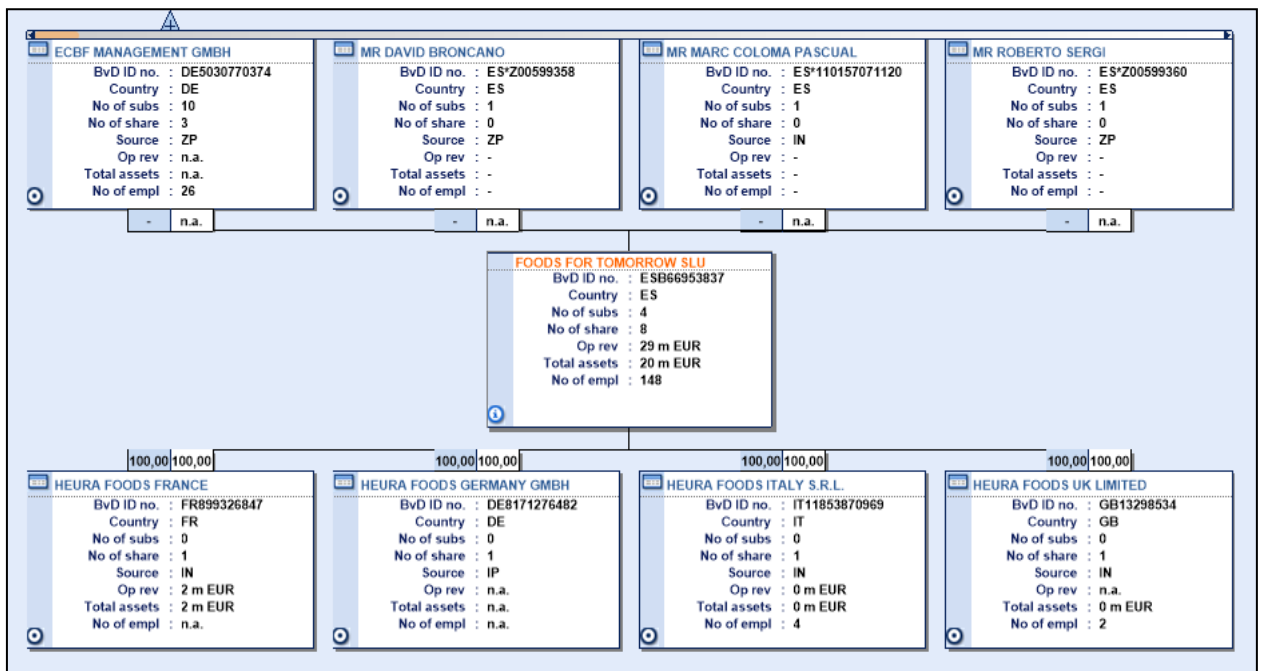 ECBF MANAGEMENT GMBH
BvD ID no. : DE5030770374
Country : DE
No of subs : 10
No of share : 3
Source : ZP
Op rev : n.a.
Total assets : n.a.
No of empl : 26
- n.a.
MR DAVID BRONCANO
BvD ID no. : ES*Z00599358
Country : ES
No of subs : 1
No of share : 0
Source : ZP
Op rev : -
Total assets : -
No of empl : -
- n.a.
MR MARC COLOMA PASCUAL
BvD ID no. : ES*110157071120
Country : ES
No of subs : 1
No of share : 0
Source : IN
Op rev : -
Total assets : -
No of empl : -
- n.a.
MR ROBERTO SERGI
BvD ID no. : ES*Z00599360
Country : ES
No of subs : 1
No of share : 0
Source : ZP
Op rev : -
Total assets : -
No of empl : -
- n.a.
FOODS FOR TOMORROW SLU
BvD ID no. : ESB66953837
Country : ES
No of subs : 4
No of share : 8
Op rev : 29 m EUR
Total assets : 20 m EUR
No of empl : 148
100,00 100,00
HEURA FOODS FRANCE
BvD ID no. : FR899326847
Country : FR
No of subs : 0
No of share : 1
Source : IN
Op rev : 2 m EUR
Total assets : 2 m EUR
No of empl : n.a.
100,00 100,00
HEURA FOODS GERMANY GMBH
BvD ID no. : DE8171276482
Country : DE
No of subs : 0
No of share : 1
Source : IP
Op rev : n.a.
Total assets : n.a.
No of empl : n.a.
100,00 100,00
HEURA FOODS ITALY S.R.L.
BvD ID no. : IT11853870969
Country : IT
No of subs : 0
No of share : 1
Source : IN
Op rev : 0 m EUR
Total assets : 0 m EUR
No of empl : 4
100,00 100,00
HEURA FOODS UK LIMITED
BvD ID no. : GB13298534
Country : GB
No of subs : 0
No of share : 1
Source : IN
Op rev : n.a.
Total assets : 0 m EUR
No of empl : 2